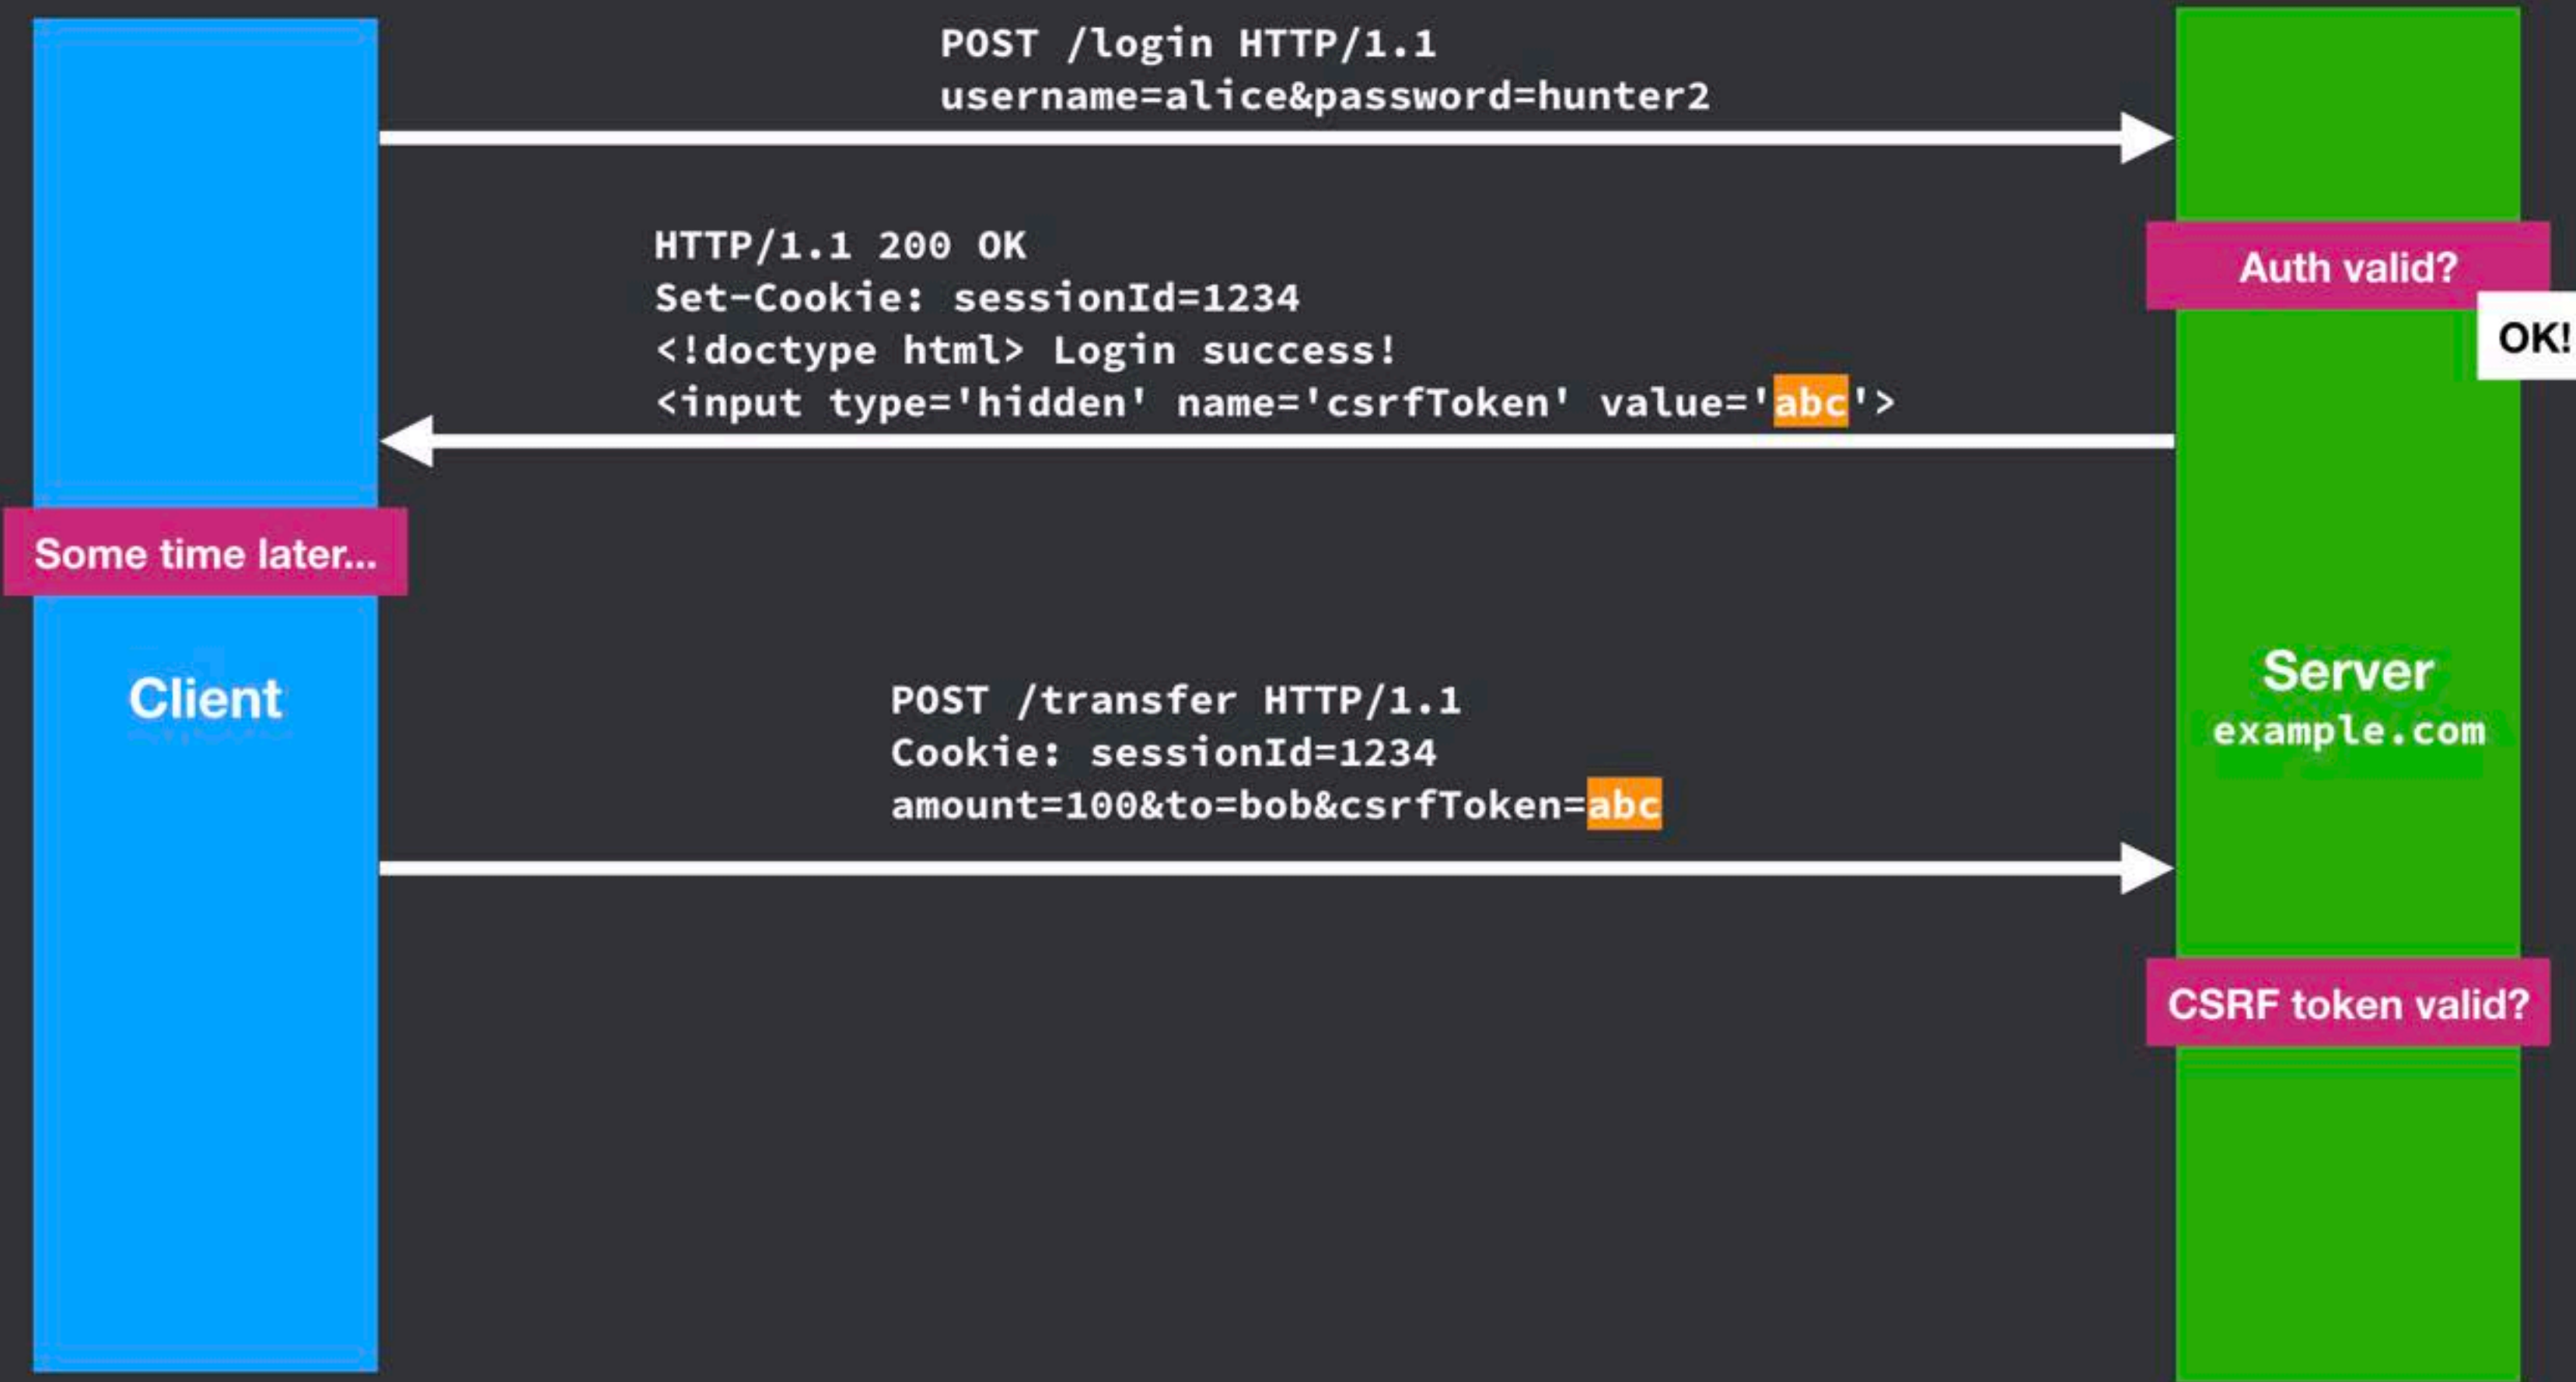 POST /login HTTP/1.1
username=alice&password=hunter2
HTTP/1.1 200 OK
Set-Cookie: sessionId=1234
<!doctype html> Login success!
<input type='hidden' name='csrfToken' value='abc'>
Auth valid?
OK!
Some time later...
Client
POST /transfer HTTP/1.1
Cookie: sessionId=1234
amount=100&to=bob&csrfToken=abc
Server
example.com
CSRF token valid?